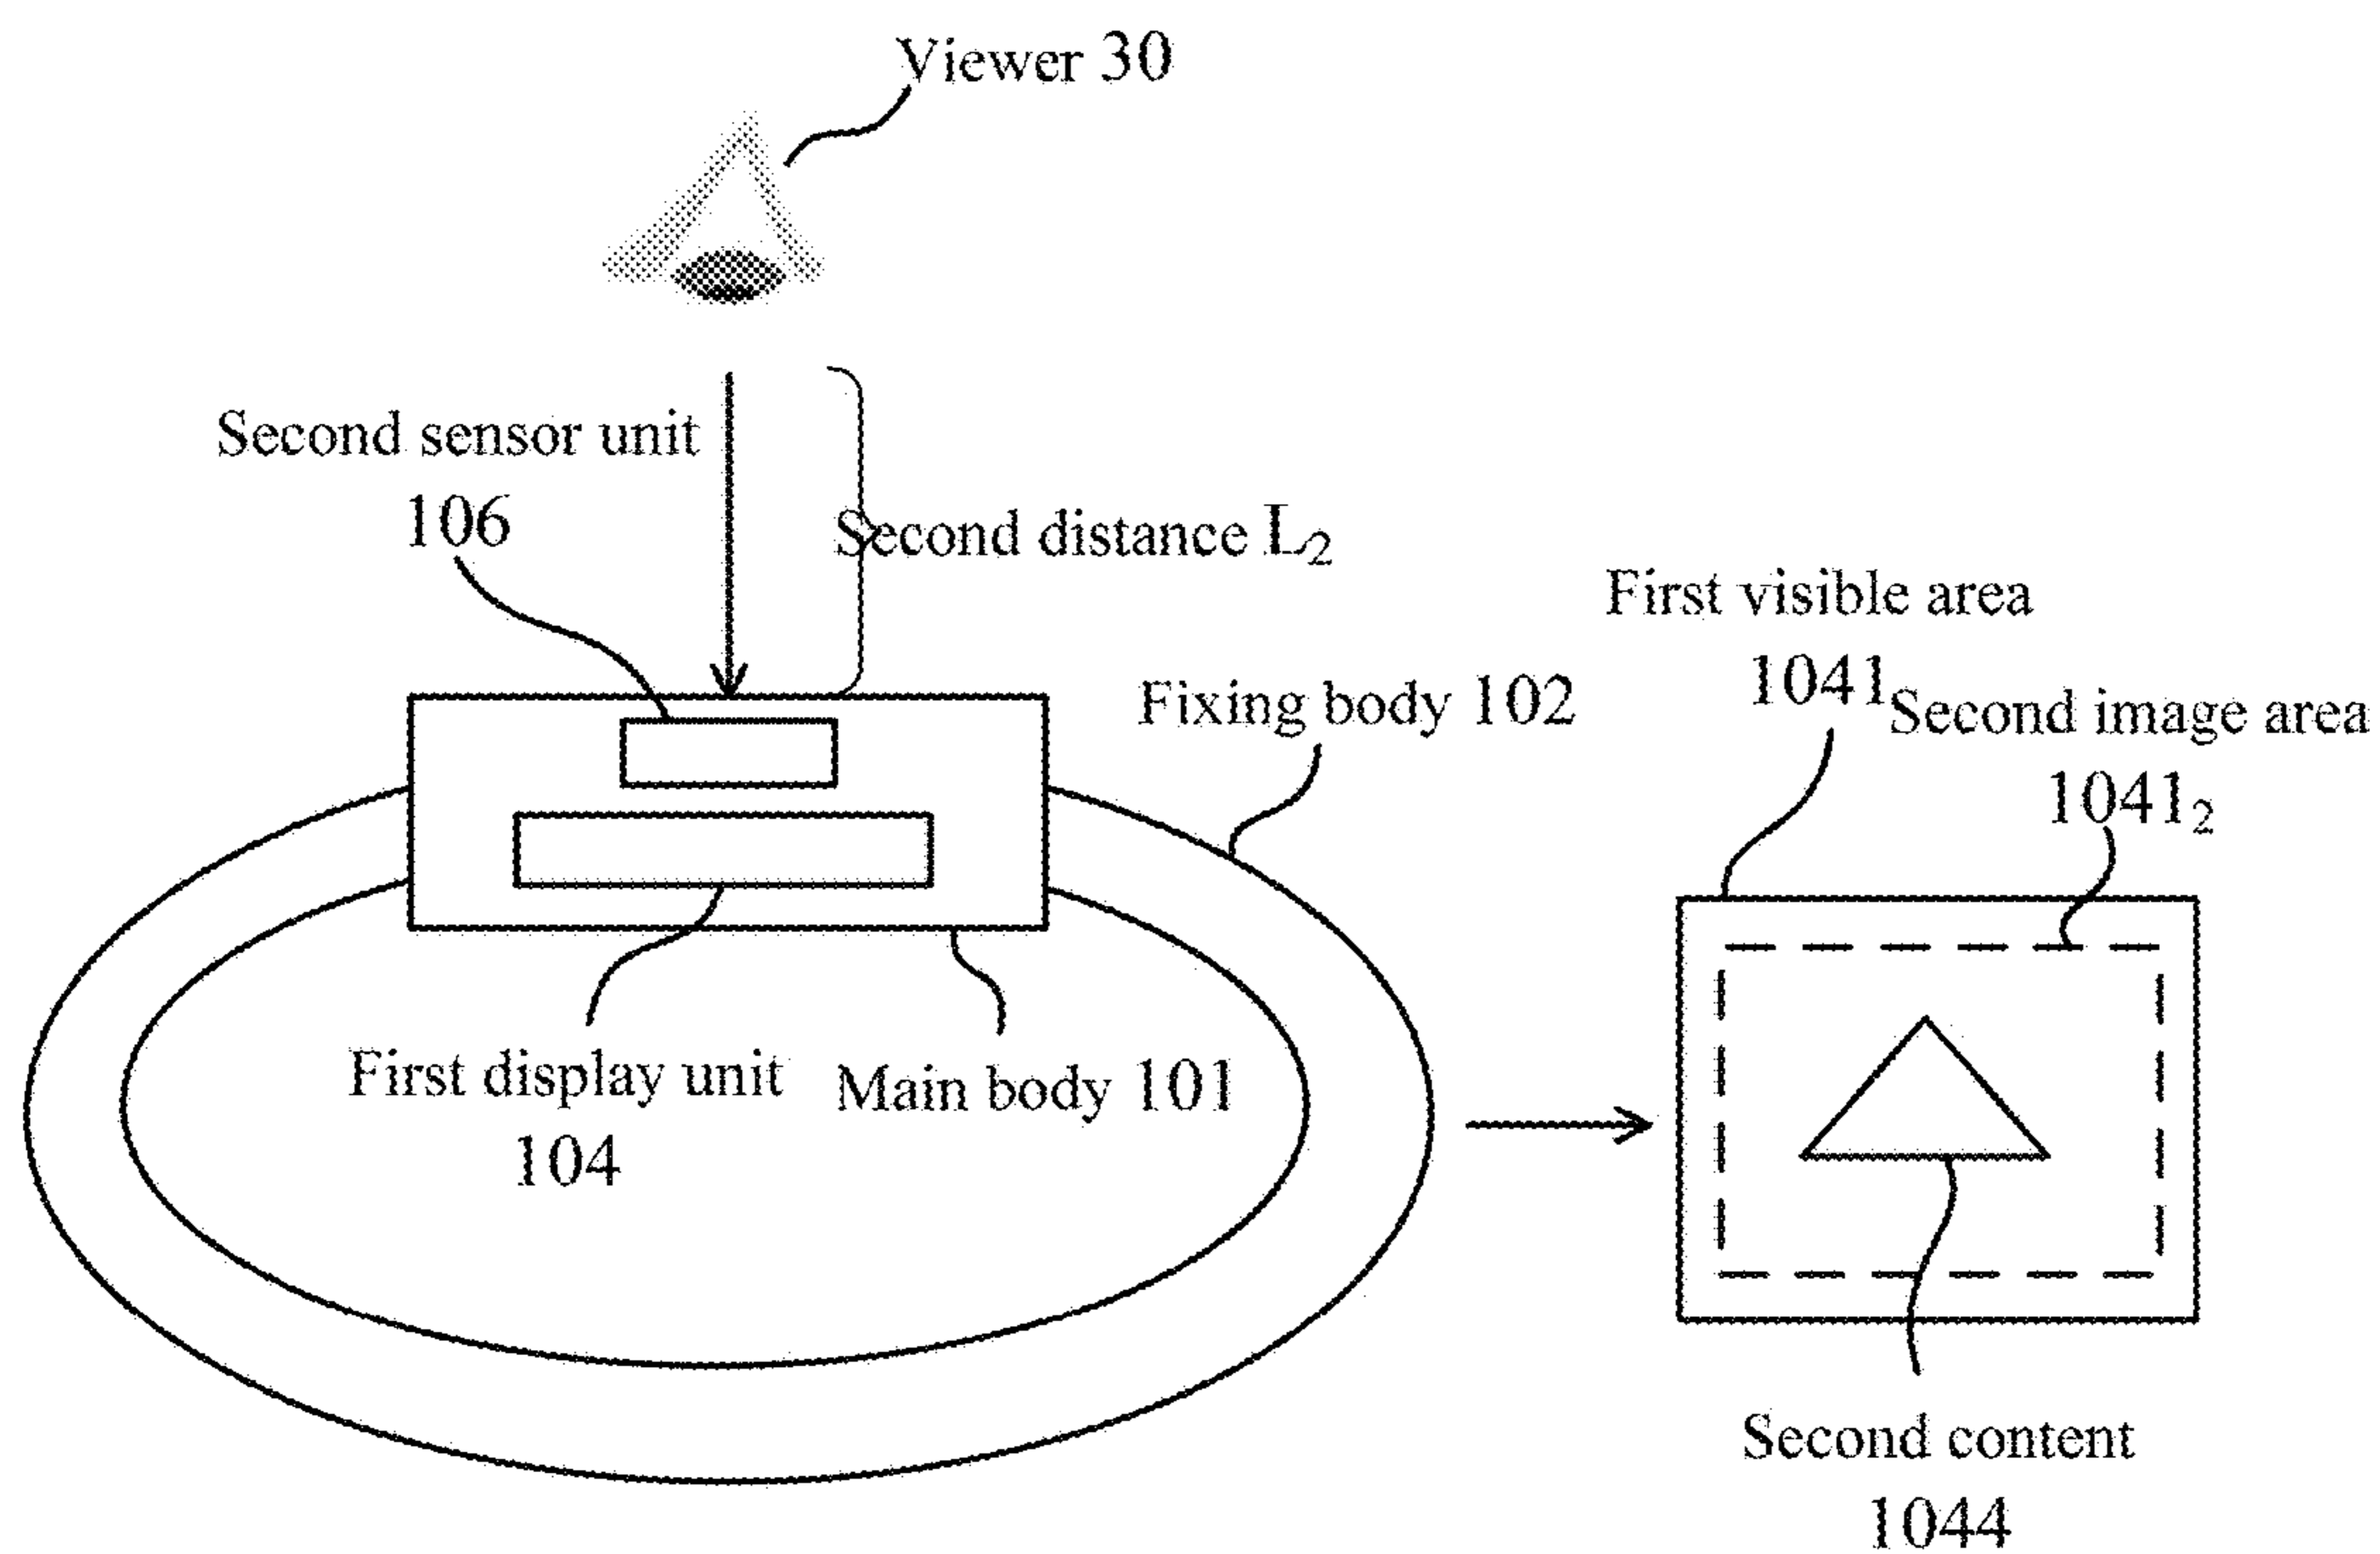 Viewer 30
Second sensor unit
106
Second distance L₂
First visible area
1041
Second image area
1041₂
Fixing body 102
First display unit
104
Main body 101
Second content
1044